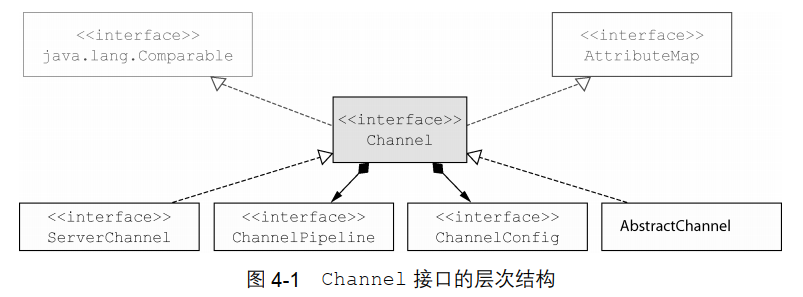 <<interface>>
java.lang.Comparable
<<interface>>
AttributeMap
<<interface>>
Channel
<<interface>>
ServerChannel
<<interface>>
ChannelPipeline
<<interface>>
ChannelConfig
AbstractChannel
图 4-1 Channel 接口的层次结构